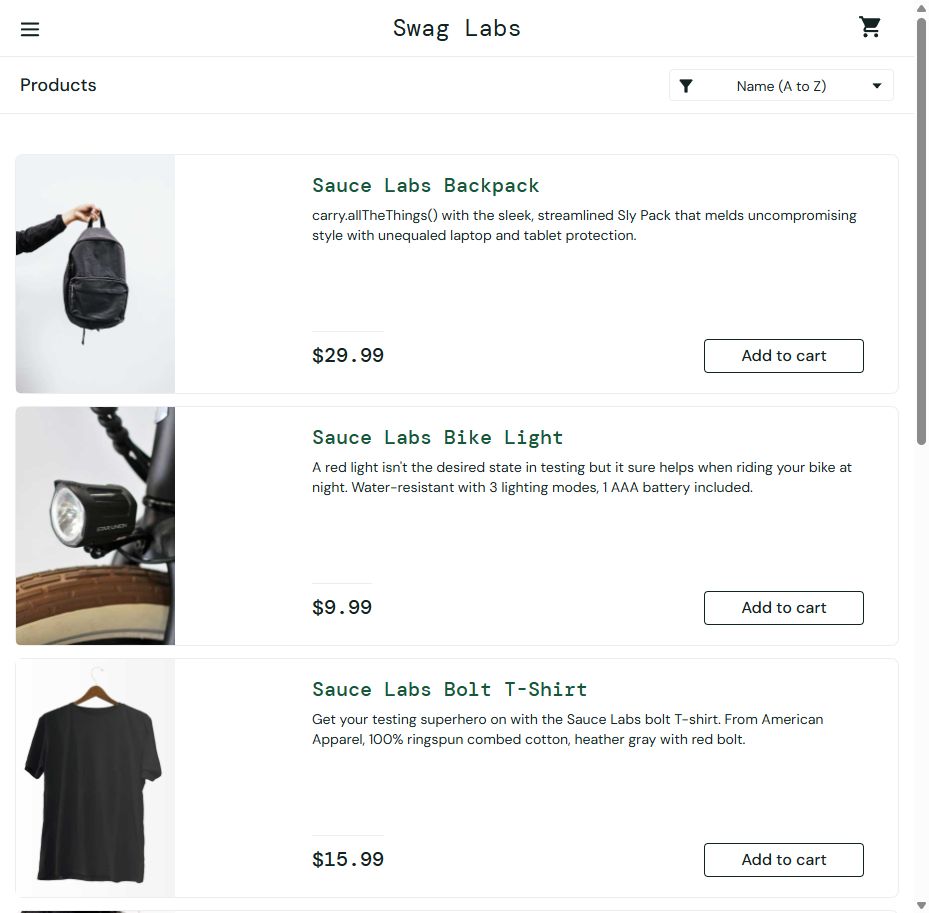 Swag Labs
Products
Name (A to Z)
Sauce Labs Backpack
carry.allTheThings() with the sleek, streamlined Sly Pack that melds uncompromising
style with unequaled laptop and tablet protection.
$29.99
Add to cart
Sauce Labs Bike Light
A red light isn't the desired state in testing but it sure helps when riding your bike at
night. Water-resistant with 3 lighting modes, 1 AAA battery included.
$9.99
Add to cart
Sauce Labs Bolt T-Shirt
Get your testing superhero on with the Sauce Labs bolt T-shirt. From American
Apparel, 100% ringspun combed cotton, heather gray with red bolt.
$15.99
Add to cart